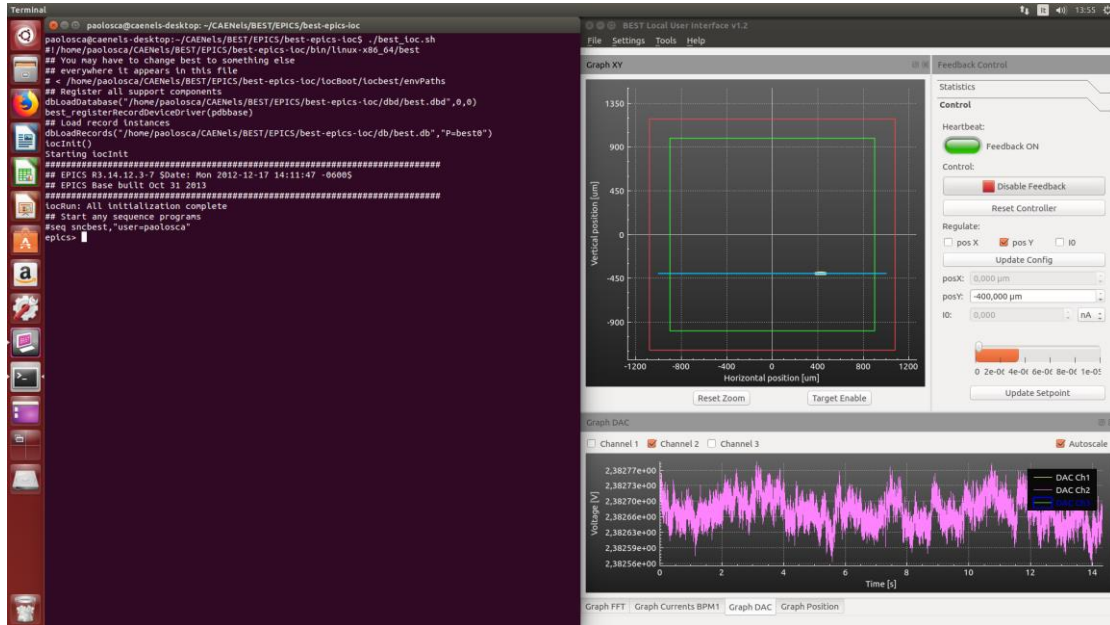 Terminal
13:55
paolosca@caenels-desktop: ~/CAENels/BEST/EPICS/best-epics-ioc
paolosca@caenels-desktop:~/CAENels/BEST/EPICS/best-epics-ioc$ ./best_ioc.sh
#!/home/paolosca/CAENels/BEST/EPICS/best-epics-ioc/bin/linux-x86_64/best
## You may have to change best to something else
## everywhere it appears in this file
# < /home/paolosca/CAENels/BEST/EPICS/best-epics-ioc/iocBoot/iocbest/envPaths
## Register all support components
dbLoadDatabase("/home/paolosca/CAENels/BEST/EPICS/best-epics-ioc/dbd/best.dbd",0,0)
best_registerRecordDeviceDriver(pdbbase)
## Load record instances
dbLoadRecords("/home/paolosca/CAENels/BEST/EPICS/best-epics-ioc/db/best.db","P=best0")
iocInit()
Starting iocInit
############################################################################
## EPICS R3.14.12.3-7 $Date: Mon 2012-12-17 14:11:47 -0600$
## EPICS Base built Oct 31 2013
############################################################################
iocRun: All initialization complete
## Start any sequence programs
#seq sncbest,"user=paolosca"
epics>
BEST Local User Interface v1.2
File Settings Tools Help
Graph XY
1350
900
450
0
-450
-900
Vertical position [um]
-1200 -800 -400 0 400 800 1200
Horizontal position [um]
Reset Zoom Target Enable
Feedback Control
Statistics
Control
Heartbeat:
Feedback ON
Control:
Disable Feedback
Reset Controller
Regulate:
pos X pos Y I0
Update Config
posX: 0,000 µm
posY: -400,000 µm
I0: 0,000 nA
0 2e-06 4e-06 6e-06 8e-06 1e-05
Update Setpoint
Graph DAC
Channel 1 Channel 2 Channel 3 Autoscale
2,38277e+00
2,38273e+00
2,38270e+00
2,38266e+00
2,38263e+00
2,38259e+00
2,38256e+00
Voltage [V]
DAC Ch1
DAC Ch2
DAC Ch3
0 2 4 6 8 10 12 14
Time [s]
Graph FFT Graph Currents BPM1 Graph DAC Graph Position